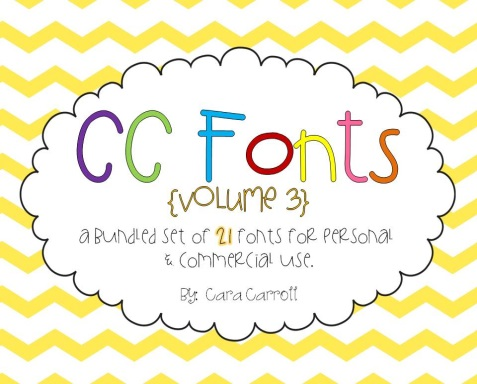 CC Fonts
{Volume 3}
a bundled set of 21 fonts for personal
& commercial use.
By: Cara Carroll